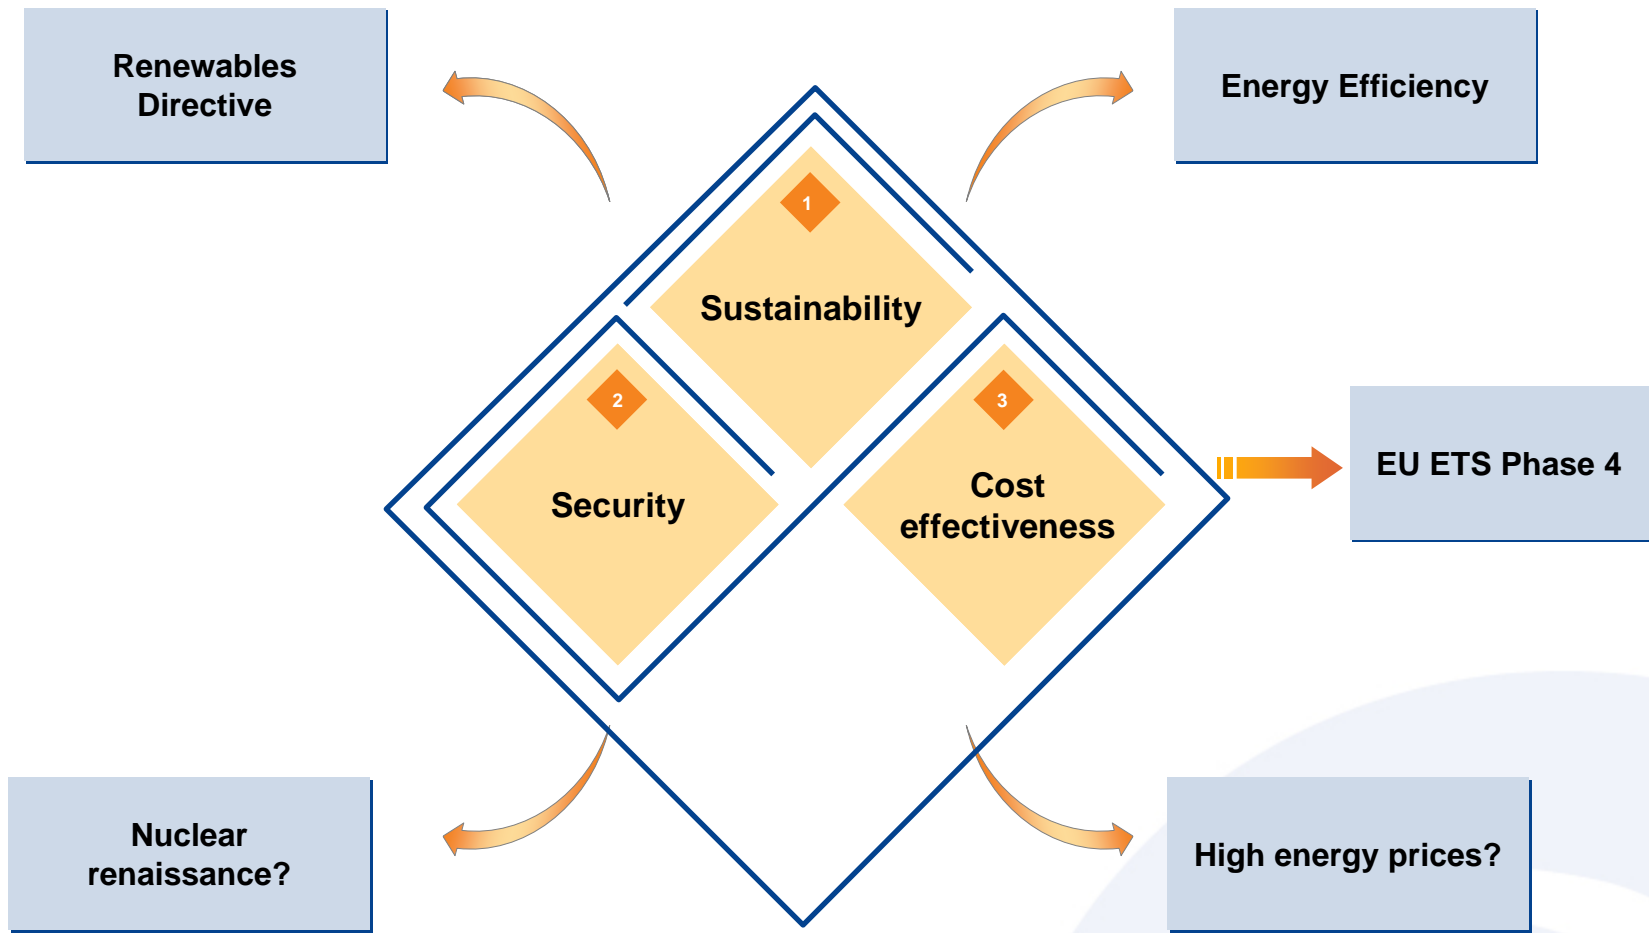 Renewables
Directive
Energy Efficiency
1
Sustainability
2
Security
3
Cost
effectiveness
EU ETS Phase 4
Nuclear
renaissance?
High energy prices?